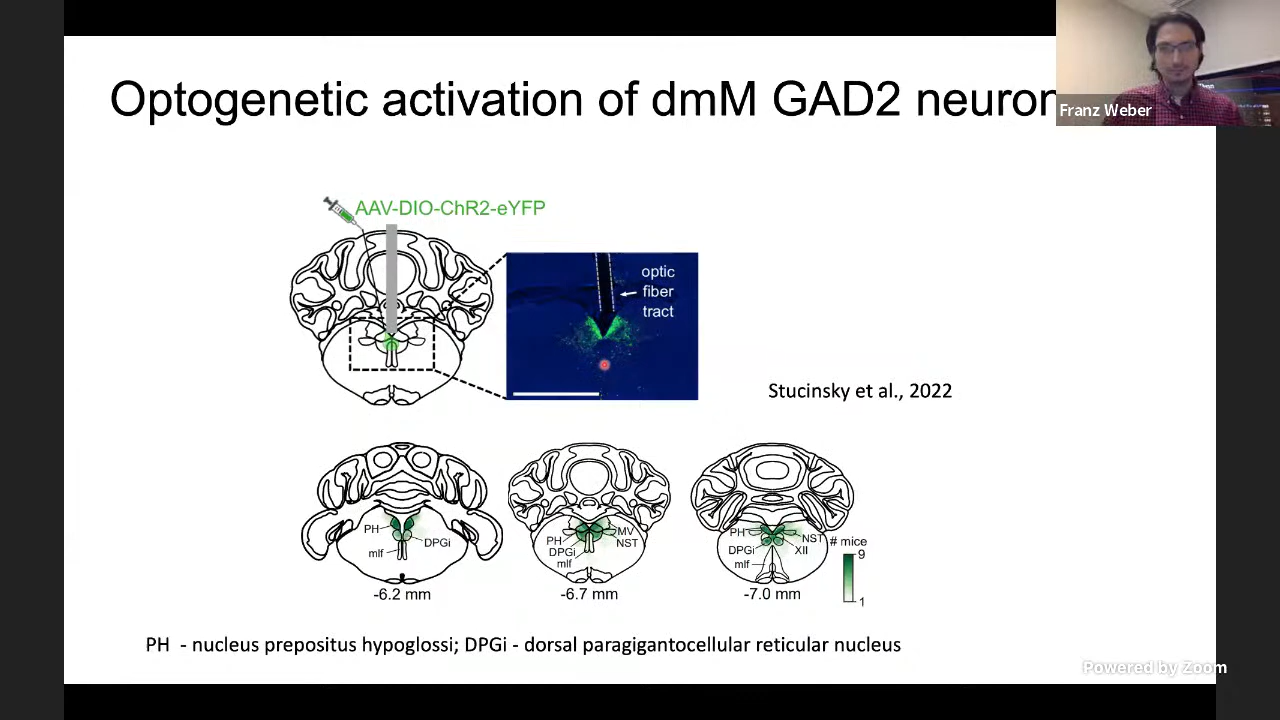 Optogenetic activation of dmM GAD2 neuron
Franz Weber
AAV-DIO-ChR2-eYFP
optic
fiber
tract
Stucinsky et al., 2022
PH
mlf
DPGi
-6.2 mm
PH
DPGi
mlf
MV
NST
-6.7 mm
PH
DPGi
mlf
NST
XII
-7.0 mm
# mice
9
1
PH - nucleus prepositus hypoglossi; DPGi - dorsal paragigantocellular reticular nucleus
Powered by Zoom